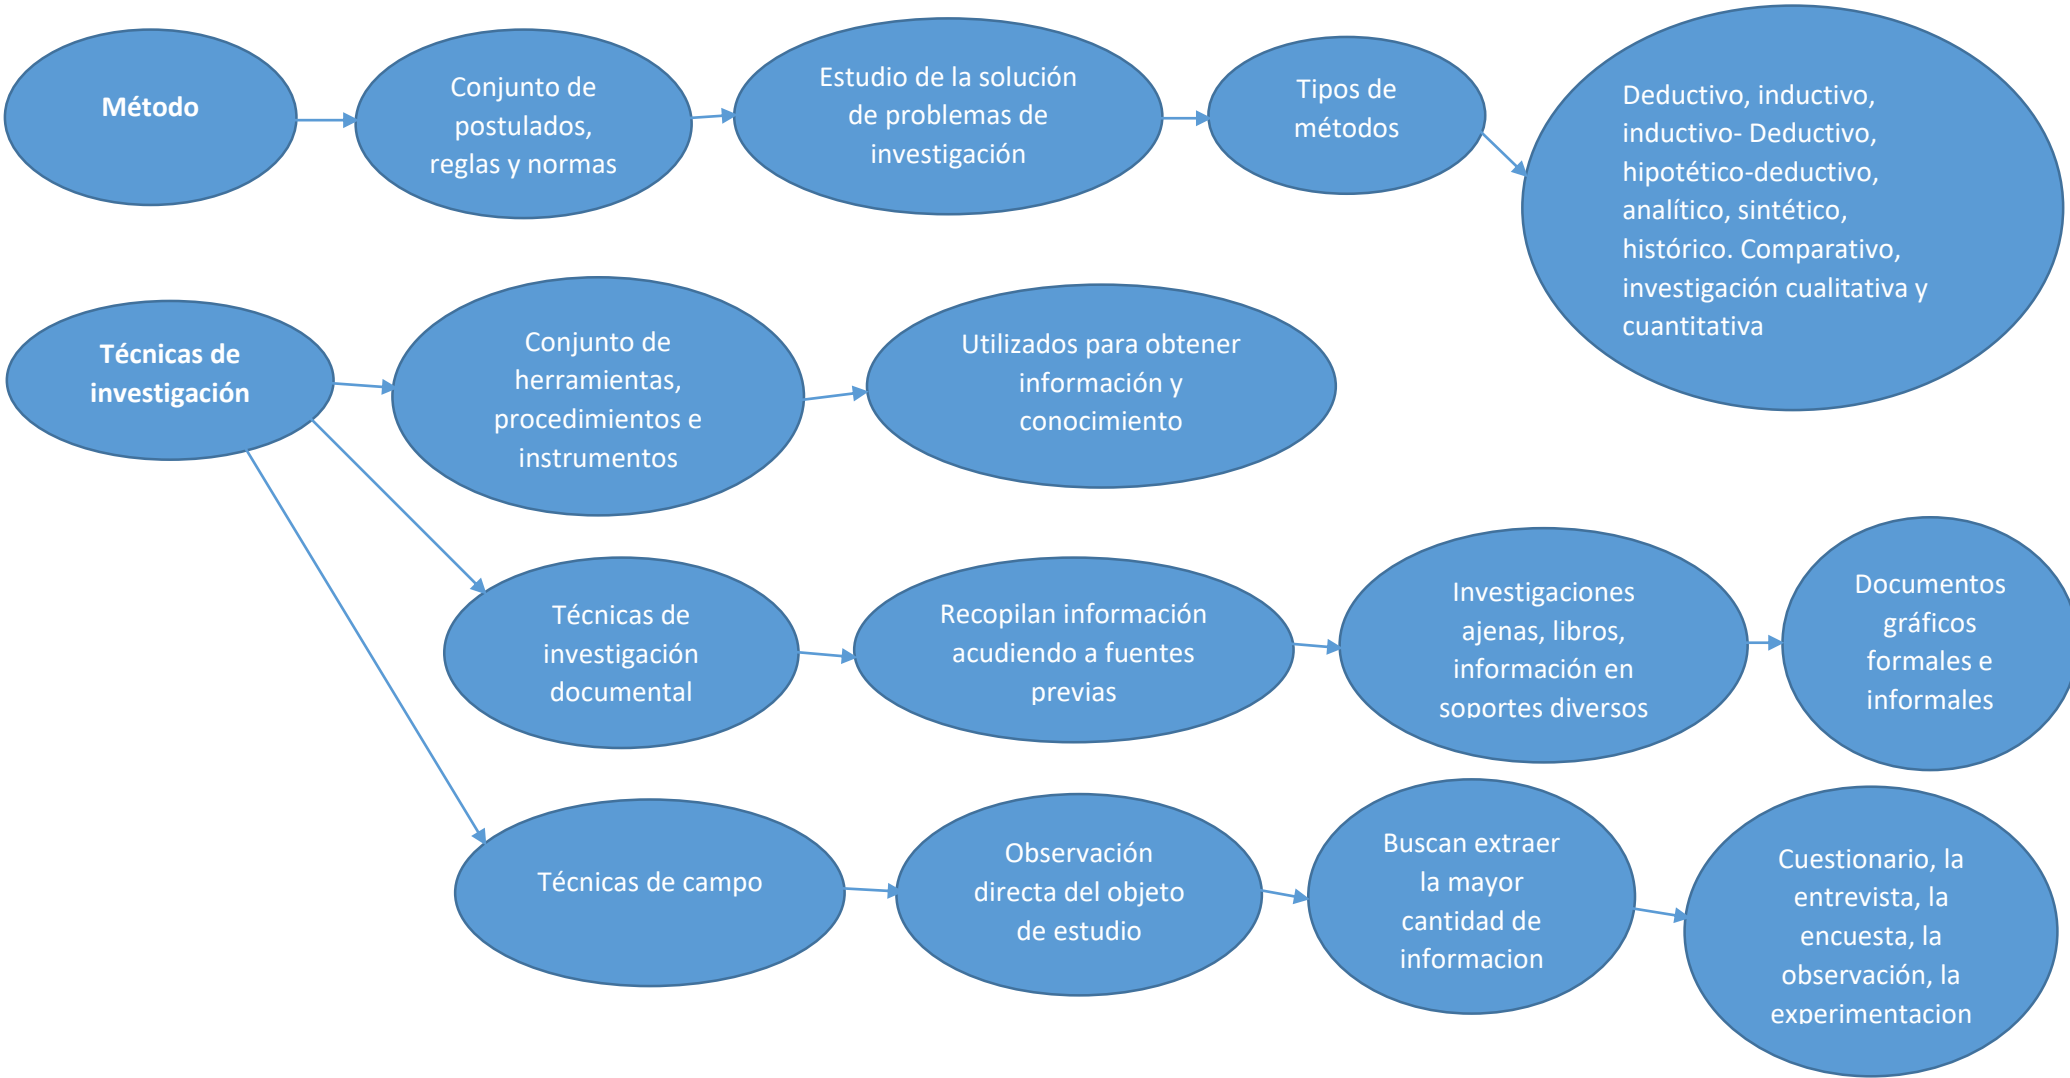 Método
Conjunto de
postulados,
reglas y normas
Estudio de la solución
de problemas de
investigación
Tipos de
métodos
Deductivo, inductivo,
inductivo- Deductivo,
hipotético-deductivo,
analítico, sintético,
histórico. Comparativo,
investigación cualitativa y
cuantitativa
Técnicas de
investigación
Conjunto de
herramientas,
procedimientos e
instrumentos
Utilizados para obtener
información y
conocimiento
Técnicas de
investigación
documental
Recopilan información
acudiendo a fuentes
previas
Investigaciones
ajenas, libros,
información en
soportes diversos
Documentos
gráficos
formales e
informales
Técnicas de campo
Observación
directa del objeto
de estudio
Buscan extraer
la mayor
cantidad de
informacion
Cuestionario, la
entrevista, la
encuesta, la
observación, la
experimentacion